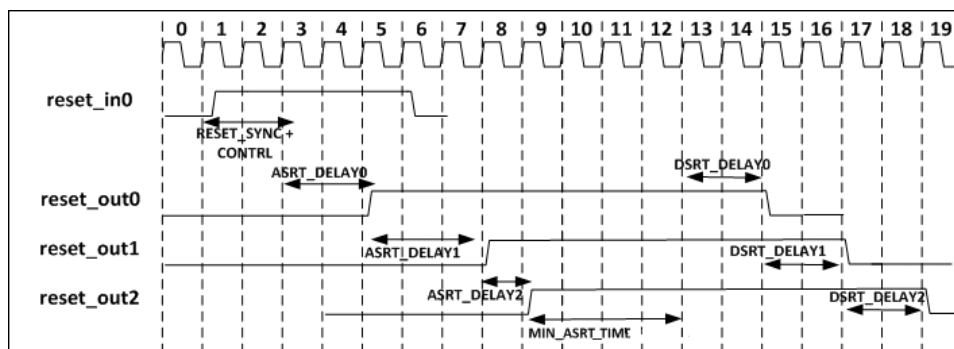 0 1 2 3 4 5 6 7 8 9 10 11 12 13 14 15 16 17 18 19
reset_in0
RESET_SYNC +
CONTRL
ASRT_DELAY0
DSRT_DELAY0
reset_out0
reset_out1
ASRT_DELAY1
DSRT_DELAY1
reset_out2
ASRT_DELAY2
DSRT_DELAY2
MIN_ASRT_TIME